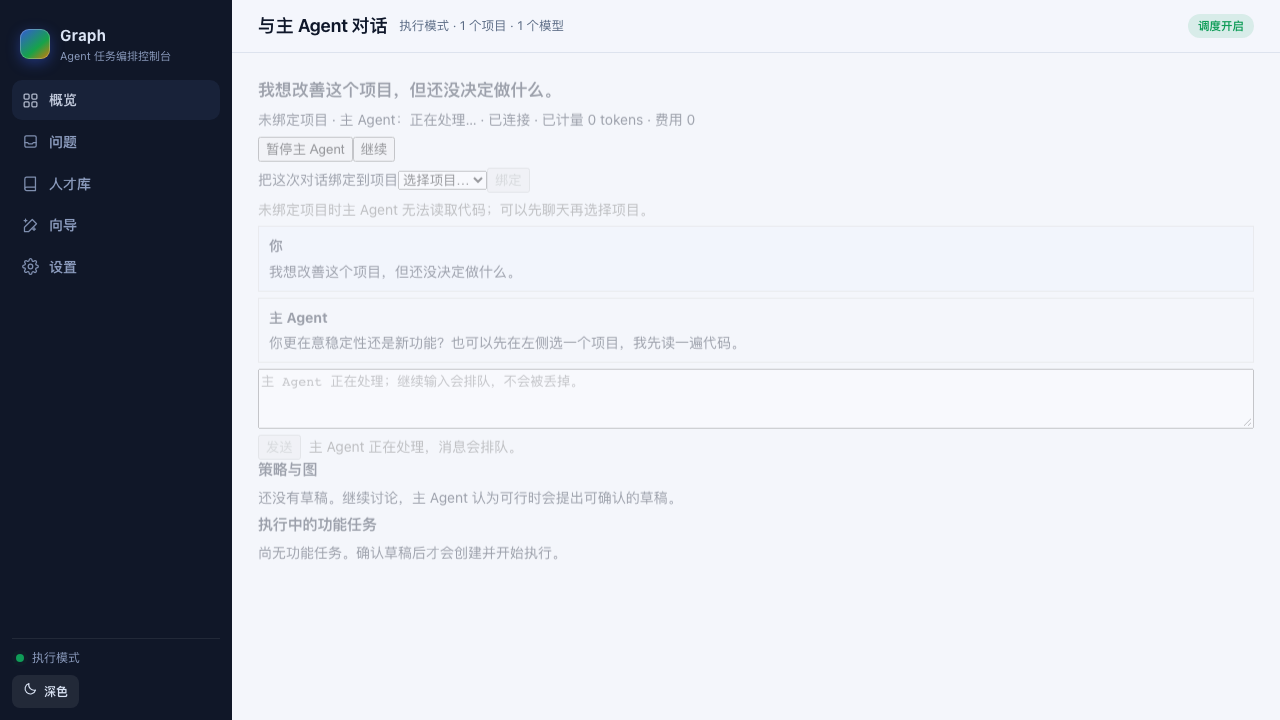 Graph
Agent 任务编排控制台
概览
问题
人才库
向导
设置
执行模式
深色
与主 Agent 对话 执行模式 · 1 个项目 · 1 个模型
调度开启
我想改善这个项目，但还没决定做什么。
未绑定项目 · 主 Agent：正在处理... · 已连接 · 已计量 0 tokens · 费用 0
暂停主 Agent 继续
把这次对话绑定到项目 选择项目... 绑定
未绑定项目时主 Agent 无法读取代码；可以先聊天再选择项目。
你
我想改善这个项目，但还没决定做什么。
主 Agent
你更在意稳定性还是新功能？也可以先在左侧选一个项目，我先读一遍代码。
主 Agent 正在处理；继续输入会排队，不会被丢掉。
发送 主 Agent 正在处理，消息会排队。
策略与图
还没有草稿。继续讨论，主 Agent 认为可行时会提出可确认的草稿。
执行中的功能任务
尚无功能任务。确认草稿后才会创建并开始执行。